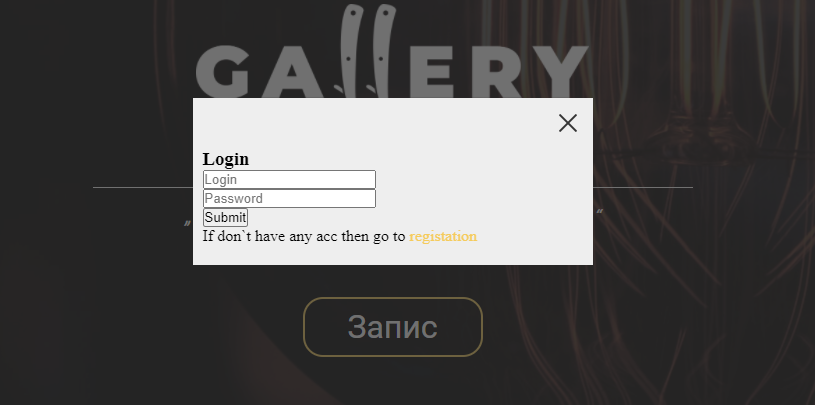 GALLERY
Login
Login
Password
Submit
If don`t have any acc then go to registation
Запис